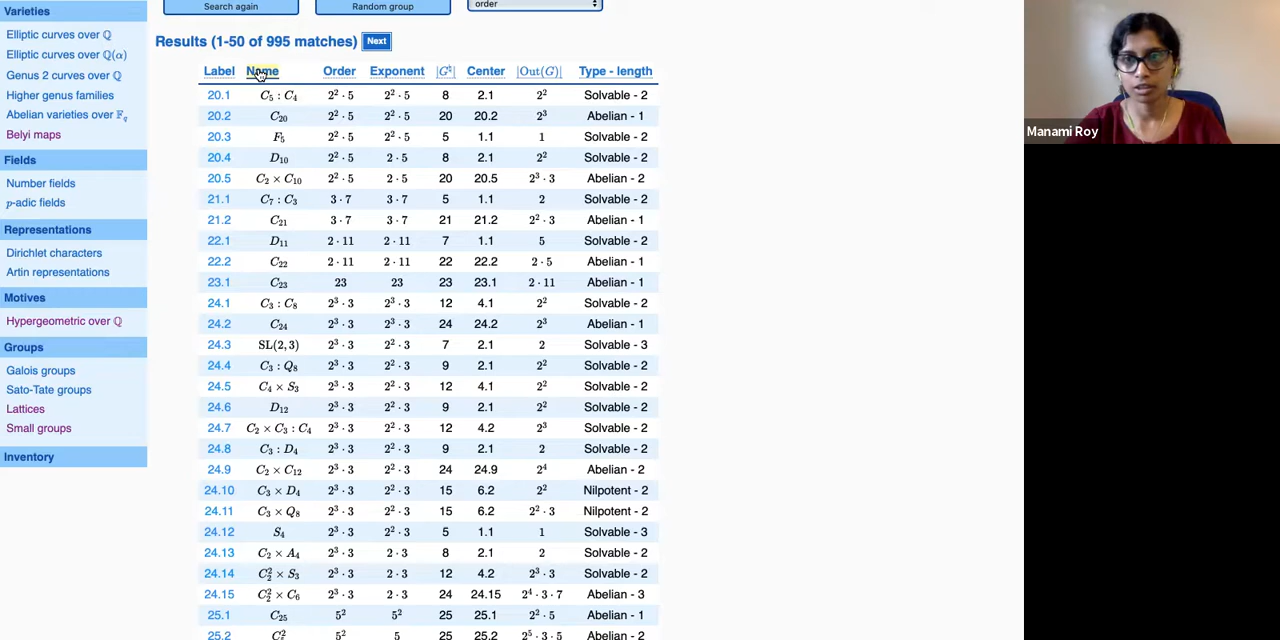 Varieties
Elliptic curves over ℚ
Elliptic curves over ℚ(α)
Genus 2 curves over ℚ
Higher genus families
Abelian varieties over 𝔽q
Belyi maps
Fields
Number fields
p-adic fields
Representations
Dirichlet characters
Artin representations
Motives
Hypergeometric over ℚ
Groups
Galois groups
Sato-Tate groups
Lattices
Small groups
Inventory
Search again Random group order
Results (1-50 of 995 matches) Next
Label Name Order Exponent |G^♮| Center |Out(G)| Type - length
20.1 C₅ : C₄ 2² · 5 2² · 5 8 2.1 2² Solvable - 2
20.2 C₂₀ 2² · 5 2² · 5 20 20.2 2³ Abelian - 1
20.3 F₅ 2² · 5 2² · 5 5 1.1 1 Solvable - 2
20.4 D₁₀ 2² · 5 2 · 5 8 2.1 2² Solvable - 2
20.5 C₂ × C₁₀ 2² · 5 2 · 5 20 20.5 2³ · 3 Abelian - 2
21.1 C₇ : C₃ 3 · 7 3 · 7 5 1.1 2 Solvable - 2
21.2 C₂₁ 3 · 7 3 · 7 21 21.2 2² · 3 Abelian - 1
22.1 D₁₁ 2 · 11 2 · 11 7 1.1 5 Solvable - 2
22.2 C₂₂ 2 · 11 2 · 11 22 22.2 2 · 5 Abelian - 1
23.1 C₂₃ 23 23 23 23.1 2 · 11 Abelian - 1
24.1 C₃ : C₈ 2³ · 3 2³ · 3 12 4.1 2² Solvable - 2
24.2 C₂₄ 2³ · 3 2³ · 3 24 24.2 2³ Abelian - 1
24.3 SL(2,3) 2³ · 3 2² · 3 7 2.1 2 Solvable - 3
24.4 C₃ : Q₈ 2³ · 3 2² · 3 9 2.1 2² Solvable - 2
24.5 C₄ × S₃ 2³ · 3 2² · 3 12 4.1 2² Solvable - 2
24.6 D₁₂ 2³ · 3 2² · 3 9 2.1 2² Solvable - 2
24.7 C₂ × C₃ : C₄ 2³ · 3 2² · 3 12 4.2 2³ Solvable - 2
24.8 C₃ : D₄ 2³ · 3 2² · 3 9 2.1 2 Solvable - 2
24.9 C₂ × C₁₂ 2³ · 3 2² · 3 24 24.9 2⁴ Abelian - 2
24.10 C₃ × D₄ 2³ · 3 2² · 3 15 6.2 2² Nilpotent - 2
24.11 C₃ × Q₈ 2³ · 3 2² · 3 15 6.2 2² · 3 Nilpotent - 2
24.12 S₄ 2³ · 3 2² · 3 5 1.1 1 Solvable - 3
24.13 C₂ × A₄ 2³ · 3 2 · 3 8 2.1 2 Solvable - 2
24.14 C₂² × S₃ 2³ · 3 2 · 3 12 4.2 2³ · 3 Solvable - 2
24.15 C₂² × C₆ 2³ · 3 2 · 3 24 24.15 2⁴ · 3 · 7 Abelian - 3
25.1 C₂₅ 5² 5² 25 25.1 2² · 5 Abelian - 1
25.2 C₅² 5² 5 25 25.2 2⁵ · 3 · 5 Abelian - 2
Manami Roy